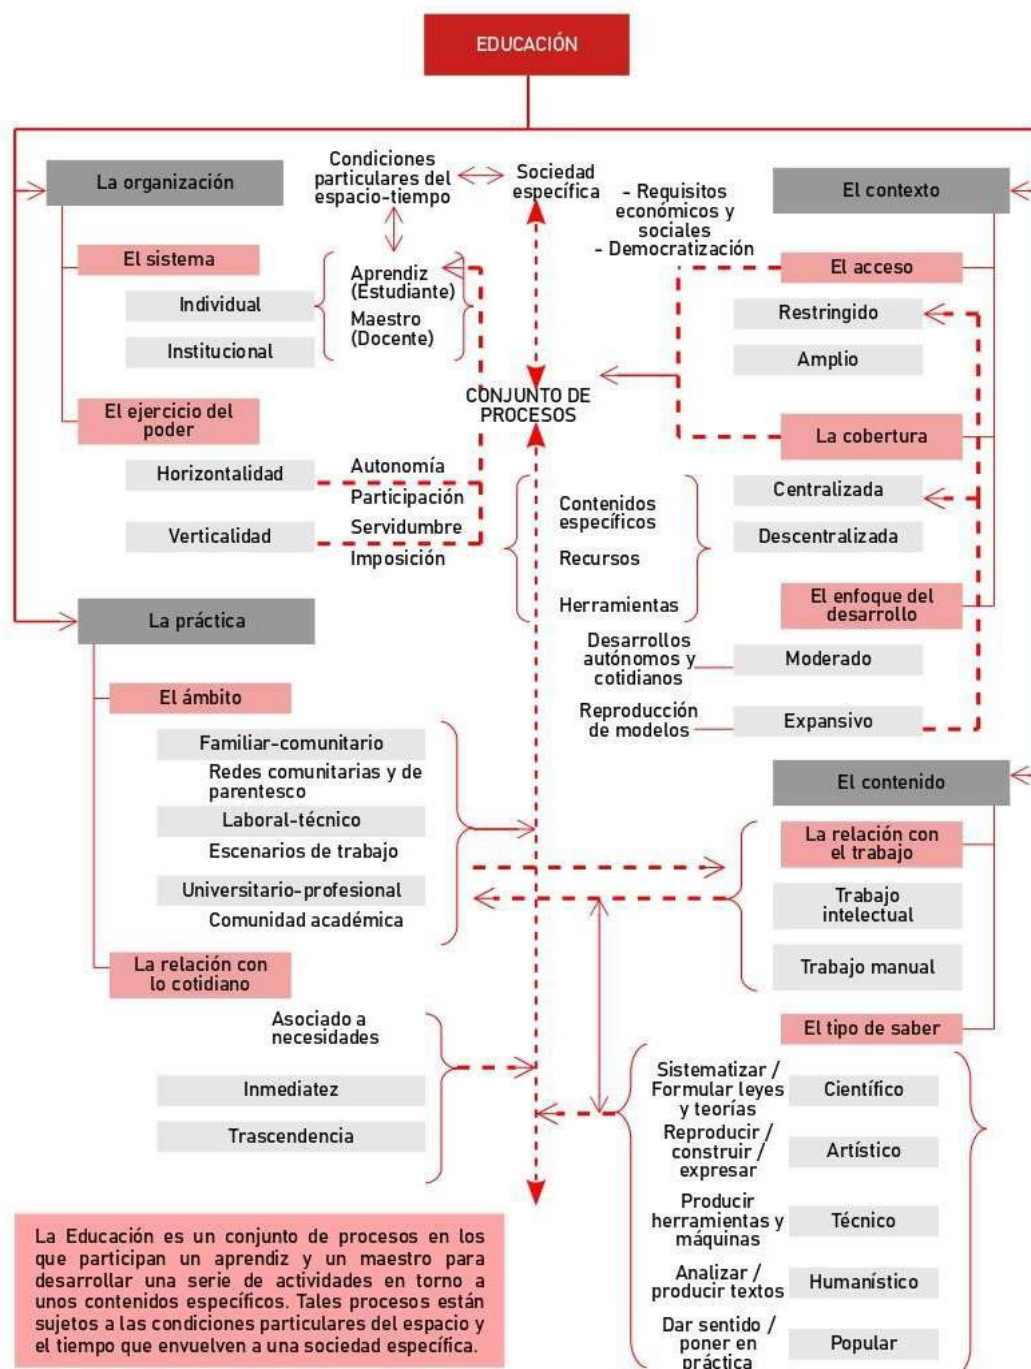 EDUCACIÓN
La organización
El sistema
Individual
Institucional
El ejercicio del
poder
Horizontalidad
Verticalidad
Condiciones
particulares del
espacio-tiempo
Sociedad
específica
Aprendiz
(Estudiante)
Maestro
(Docente)
CONJUNTO DE
PROCESOS
Autonomía
Participación
Servidumbre
Imposición
Contenidos
específicos
Recursos
Herramientas
El contexto
- Requisitos
económicos y
sociales
- Democratización
El acceso
Restringido
Amplio
La cobertura
Centralizada
Descentralizada
El enfoque del
desarrollo
Desarrollos
autónomos y
cotidianos
Moderado
Reproducción
de modelos
Expansivo
La práctica
El ámbito
Familiar-comunitario
Redes comunitarias y de
parentesco
Laboral-técnico
Escenarios de trabajo
Universitario-profesional
Comunidad académica
La relación con
lo cotidiano
Asociado a
necesidades
Inmediatez
Trascendencia
El contenido
La relación con
el trabajo
Trabajo
intelectual
Trabajo manual
El tipo de saber
Sistematizar /
Formular leyes
y teorías
Científico
Reproducir /
construir /
expresar
Artístico
Producir
herramientas y
máquinas
Técnico
Analizar /
producir textos
Humanístico
Dar sentido /
poner en
práctica
Popular
La Educación es un conjunto de procesos en los
que participan un aprendiz y un maestro para
desarrollar una serie de actividades en torno a
unos contenidos específicos. Tales procesos están
sujetos a las condiciones particulares del espacio y
el tiempo que envuelven a una sociedad específica.